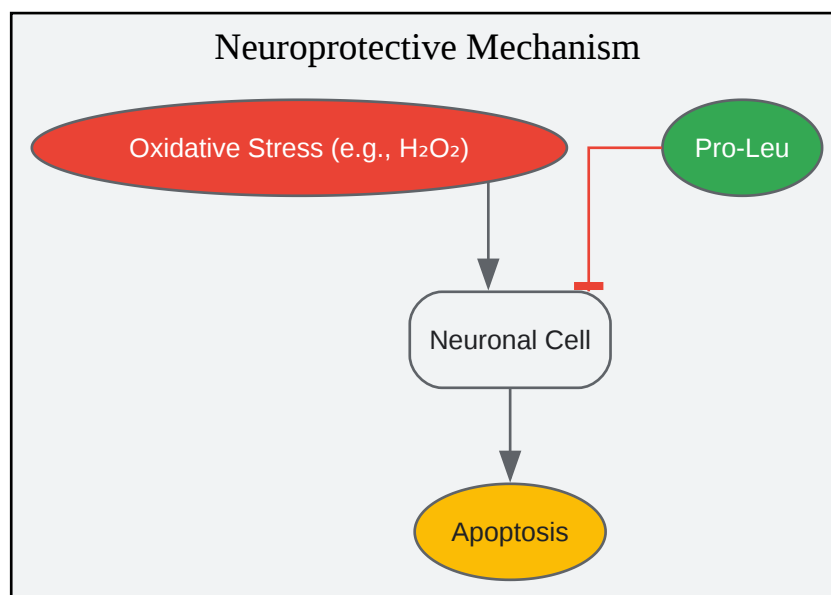 Neuroprotective Mechanism
Oxidative Stress (e.g., H₂O₂)
Pro-Leu
Neuronal Cell
Apoptosis